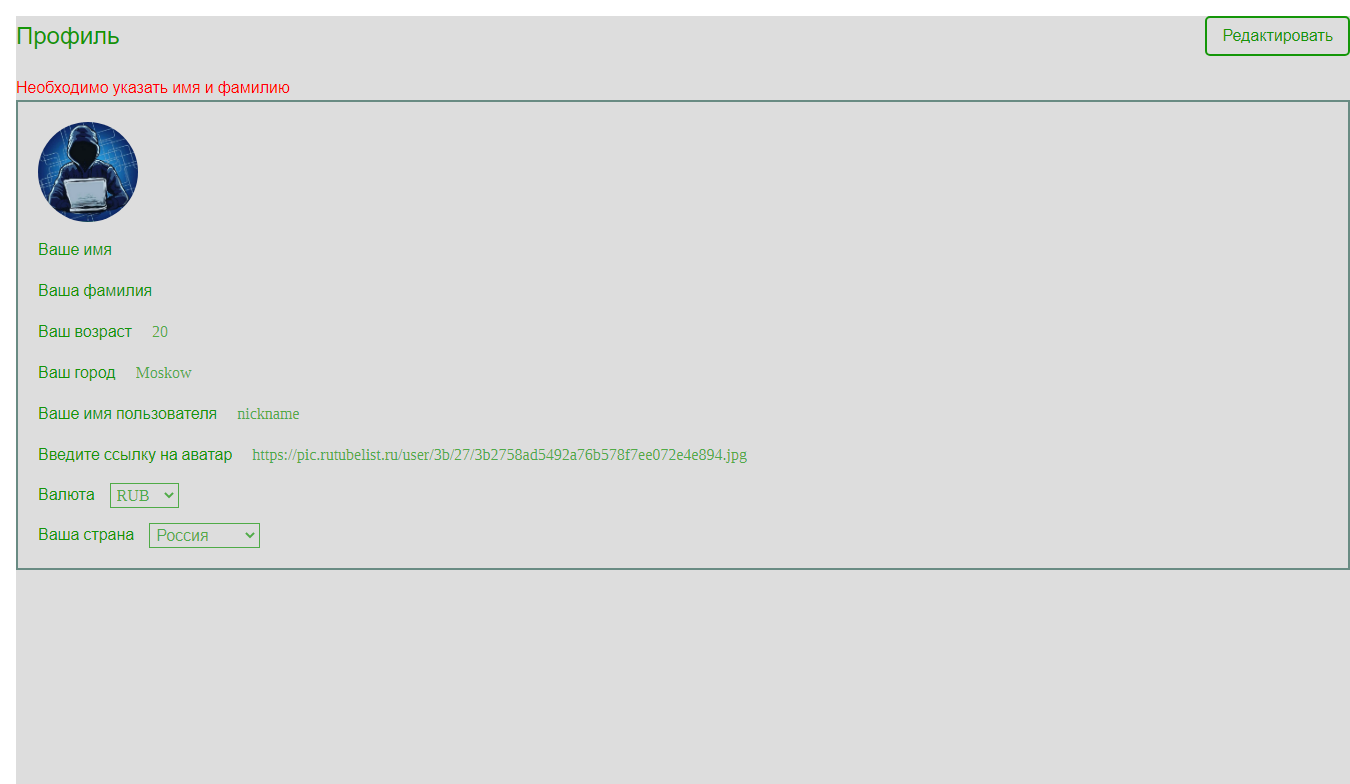 Профиль
Редактировать
Необходимо указать имя и фамилию
Ваше имя
Ваша фамилия
Ваш возраст 20
Ваш город Moskow
Ваше имя пользователя nickname
Введите ссылку на аватар https://pic.rutubelist.ru/user/3b/27/3b2758ad5492a76b578f7ee072e4e894.jpg
Валюта RUB
Ваша страна Россия